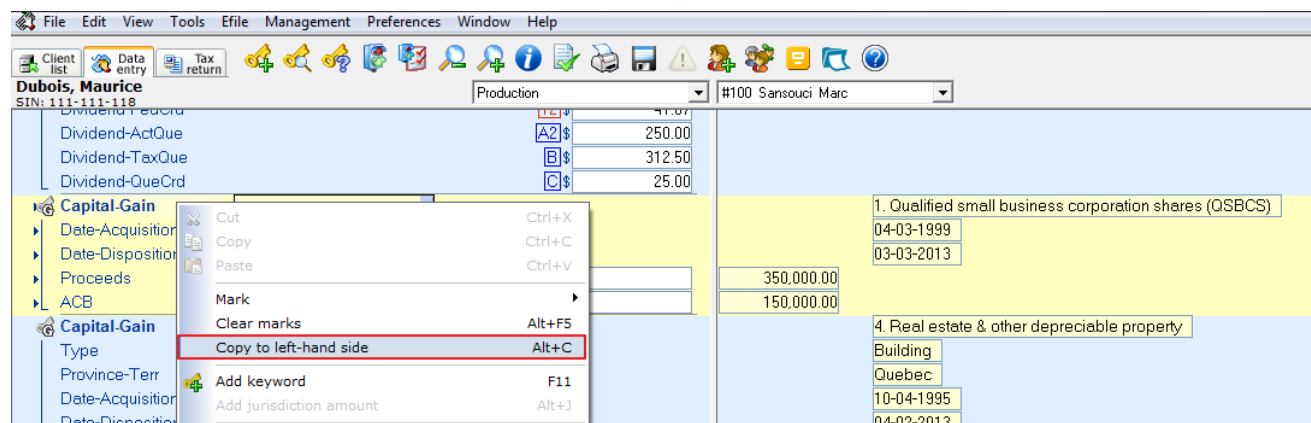 File Edit View Tools Efile Management Preferences Window Help
Client list Data entry Tax return
Dubois, Maurice
SIN: 111-111-118
Production
#100 Sansouci Marc
Dividend-ActQue A2 $ 250.00
Dividend-TaxQue B $ 312.50
Dividend-QueCrd C $ 25.00
Capital-Gain 1. Qualified small business corporation shares (QSBCS)
Date-Acquisition 04-03-1999
Date-Disposition 03-03-2013
Proceeds 350,000.00
ACB 150,000.00
Capital-Gain 4. Real estate & other depreciable property
Type Building
Province-Terr Quebec
Date-Acquisition 10-04-1995
Date-Disposition 04-02-2013
Cut Ctrl+X
Copy Ctrl+C
Paste Ctrl+V
Mark
Clear marks Alt+F5
Copy to left-hand side Alt+C
Add keyword F11
Add jurisdiction amount Alt+J